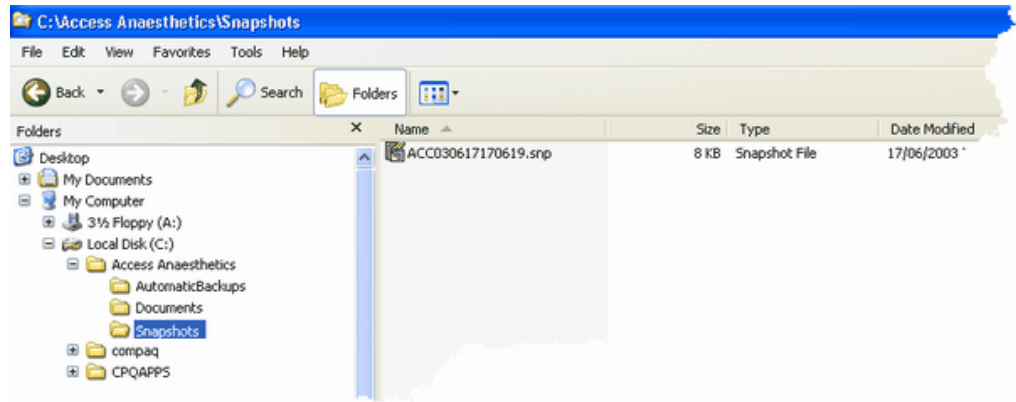 C:\Access Anaesthetics\Snapshots
File Edit View Favorites Tools Help
Back Search Folders
Folders
Desktop
My Documents
My Computer
3½ Floppy (A:)
Local Disk (C:)
Access Anaesthetics
AutomaticBackups
Documents
Snapshots
compaq
CPQAPPS
Name Size Type Date Modified
ACC030617170619.snp 8 KB Snapshot File 17/06/2003